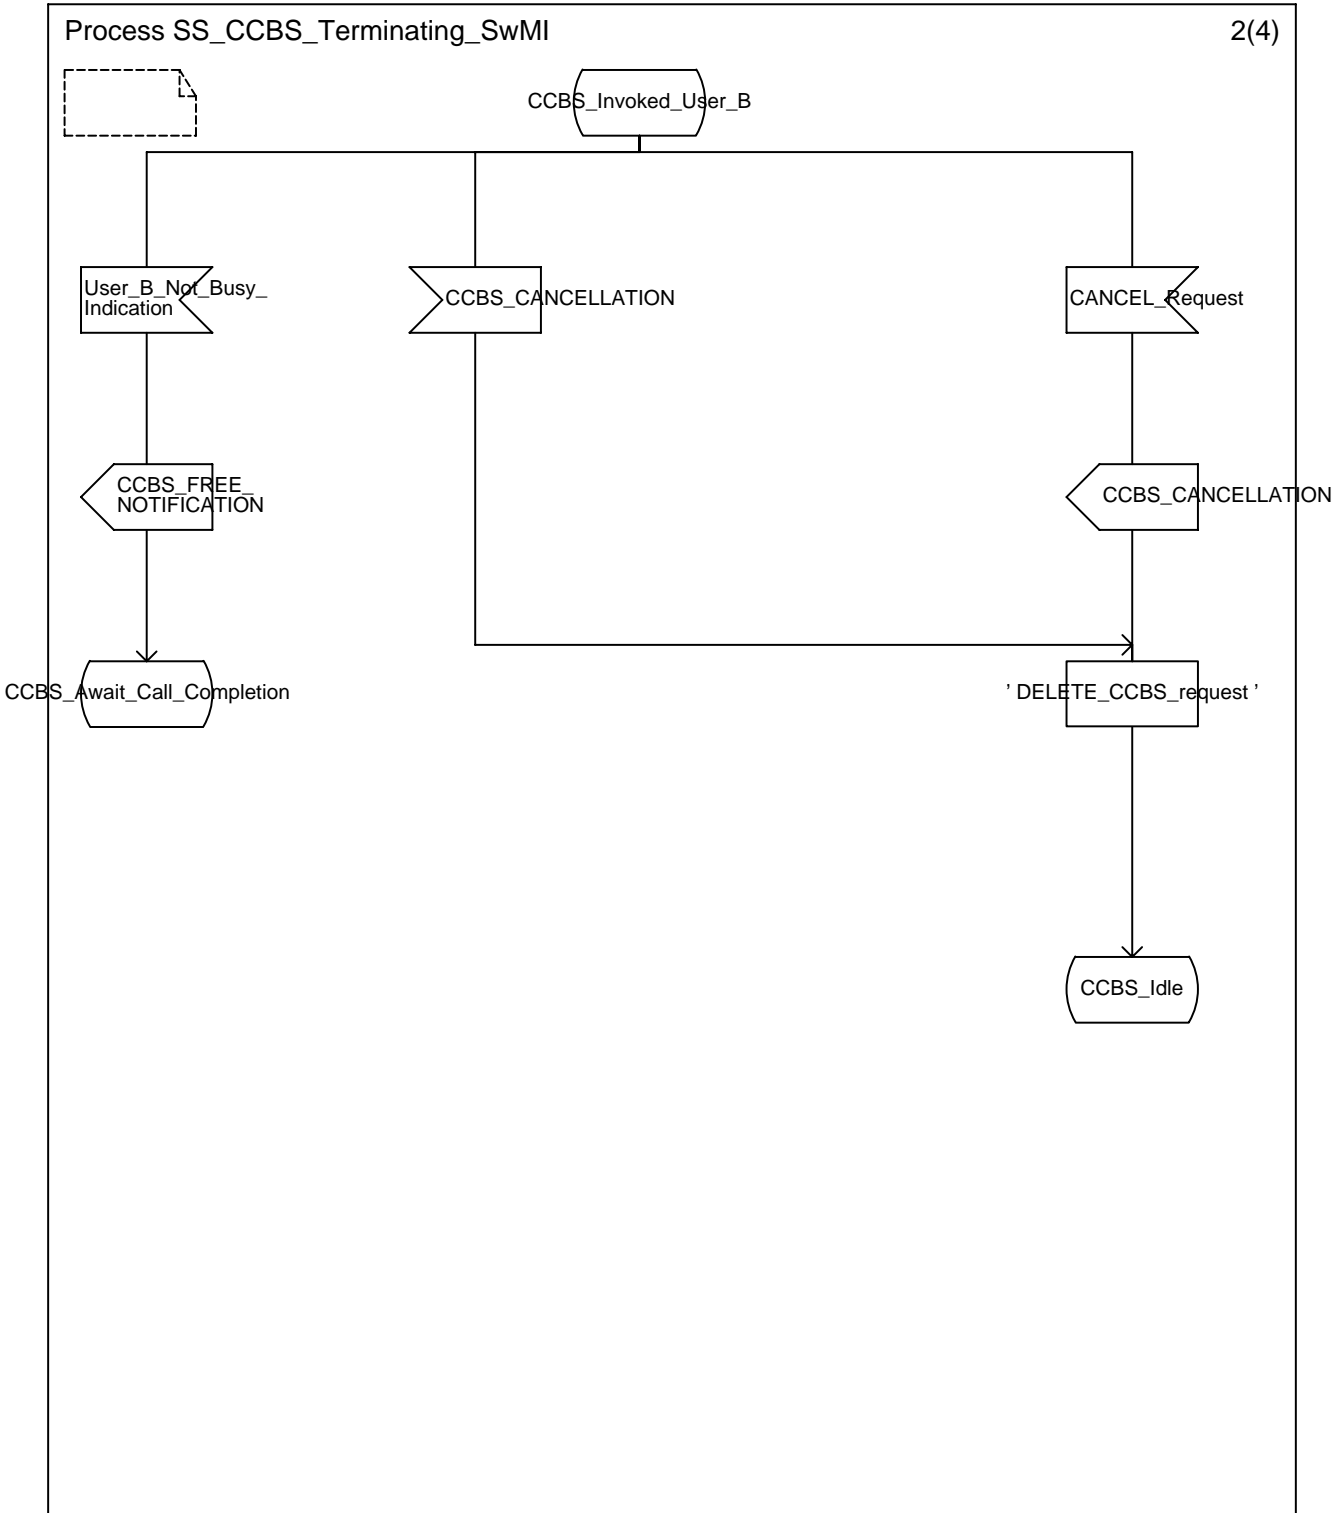 Process SS_CCBS_Terminating_SwMI
2(4)
CCBS_Invoked_User_B
User_B_Not_Busy_
Indication
CCBS_CANCELLATION
CANCEL_Request
CCBS_FREE_
NOTIFICATION
CCBS_CANCELLATION
CCBS_Await_Call_Completion
’ DELETE_CCBS_request ’
CCBS_Idle